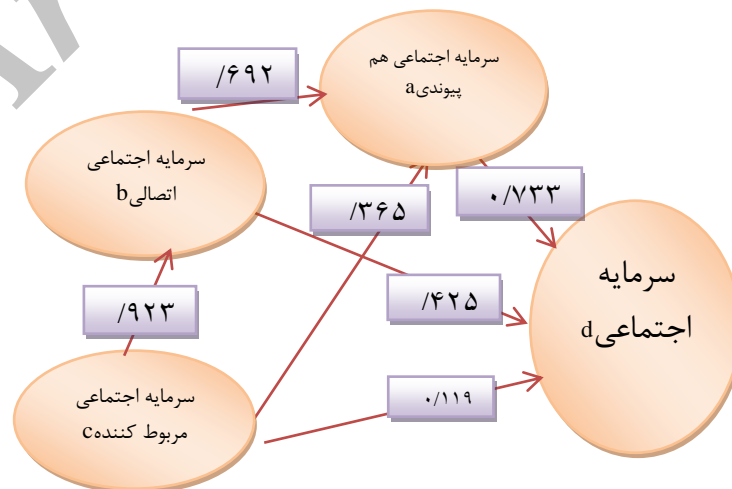 سرمایه اجتماعی هم
پیوندیa
/۶۹۲
سرمایه اجتماعی
اتصالیb
/۳۶۵
۰/۷۳۳
سرمایه
اجتماعیd
/۹۲۳
/۴۲۵
سرمایه اجتماعی
مربوط کنندهc
۰/۱۱۹